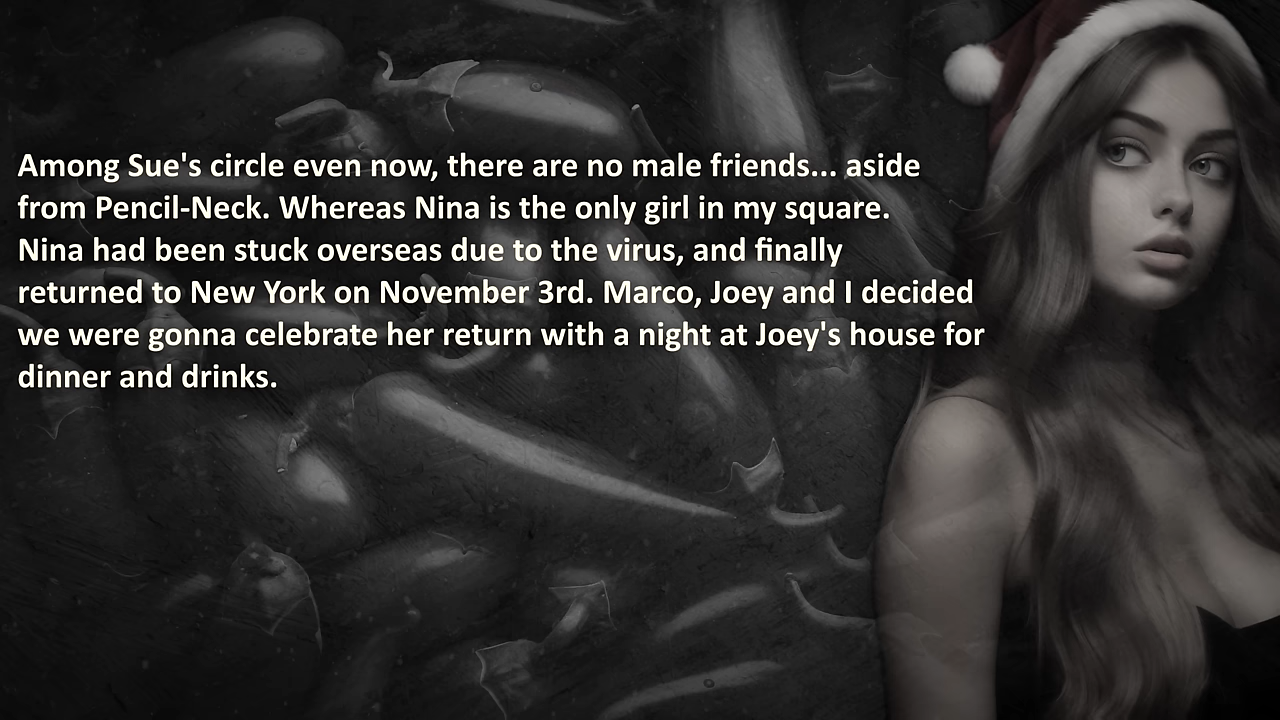 Among Sue's circle even now, there are no male friends... aside
from Pencil-Neck. Whereas Nina is the only girl in my square.
Nina had been stuck overseas due to the virus, and finally
returned to New York on November 3rd. Marco, Joey and I decided
we were gonna celebrate her return with a night at Joey's house for
dinner and drinks.